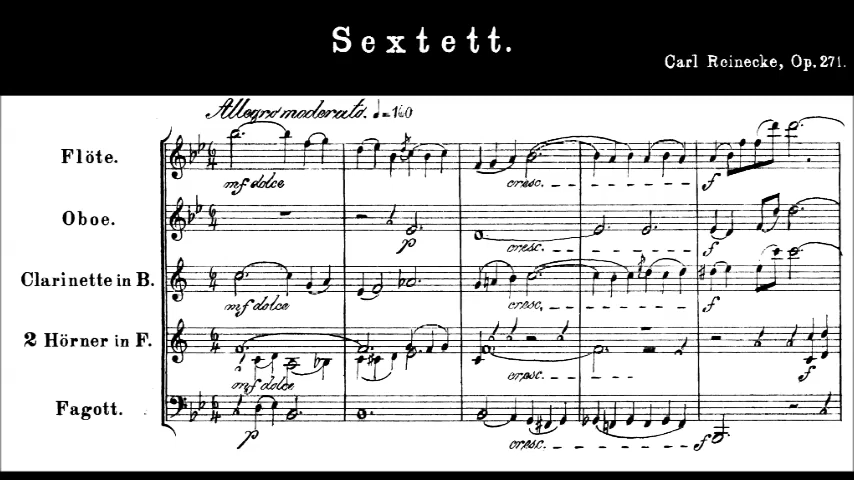 Sextett.
Carl Reinecke, Op. 271.
Allegro moderato. 𝅗𝅥=140
Flöte.
mf dolce
cresc.
f
Oboe.
p
cresc.
f
Clarinette in B.
mf dolce
cresc.
f
2 Hörner in F.
mf dolce
cresc.
f
Fagott.
p
cresc.
f